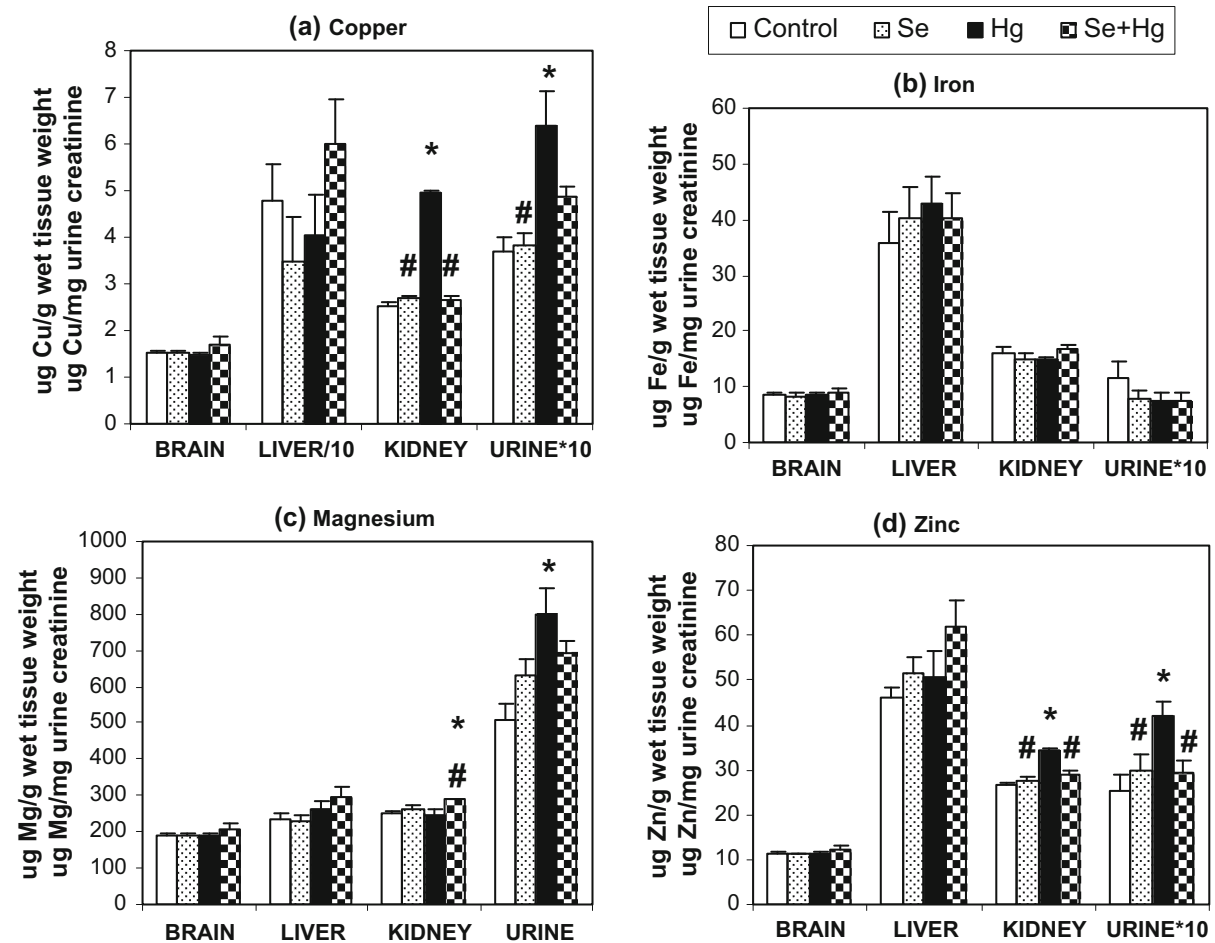 (a) Copper
Control Se Hg Se+Hg
ug Cu/g wet tissue weight
ug Cu/mg urine creatinine
8
7
6
5
4
3
2
1
0
*
*
#
#
#
BRAIN LIVER/10 KIDNEY URINE*10
(b) Iron
ug Fe/g wet tissue weight
ug Fe/mg urine creatinine
60
50
40
30
20
10
0
BRAIN LIVER KIDNEY URINE*10
(c) Magnesium
ug Mg/g wet tissue weight
ug Mg/mg urine creatinine
1000
900
800
700
600
500
400
300
200
100
0
*
*
#
BRAIN LIVER KIDNEY URINE
(d) Zinc
ug Zn/g wet tissue weight
ug Zn/mg urine creatinine
80
70
60
50
40
30
20
10
0
*
*
#
#
#
#
BRAIN LIVER KIDNEY URINE*10